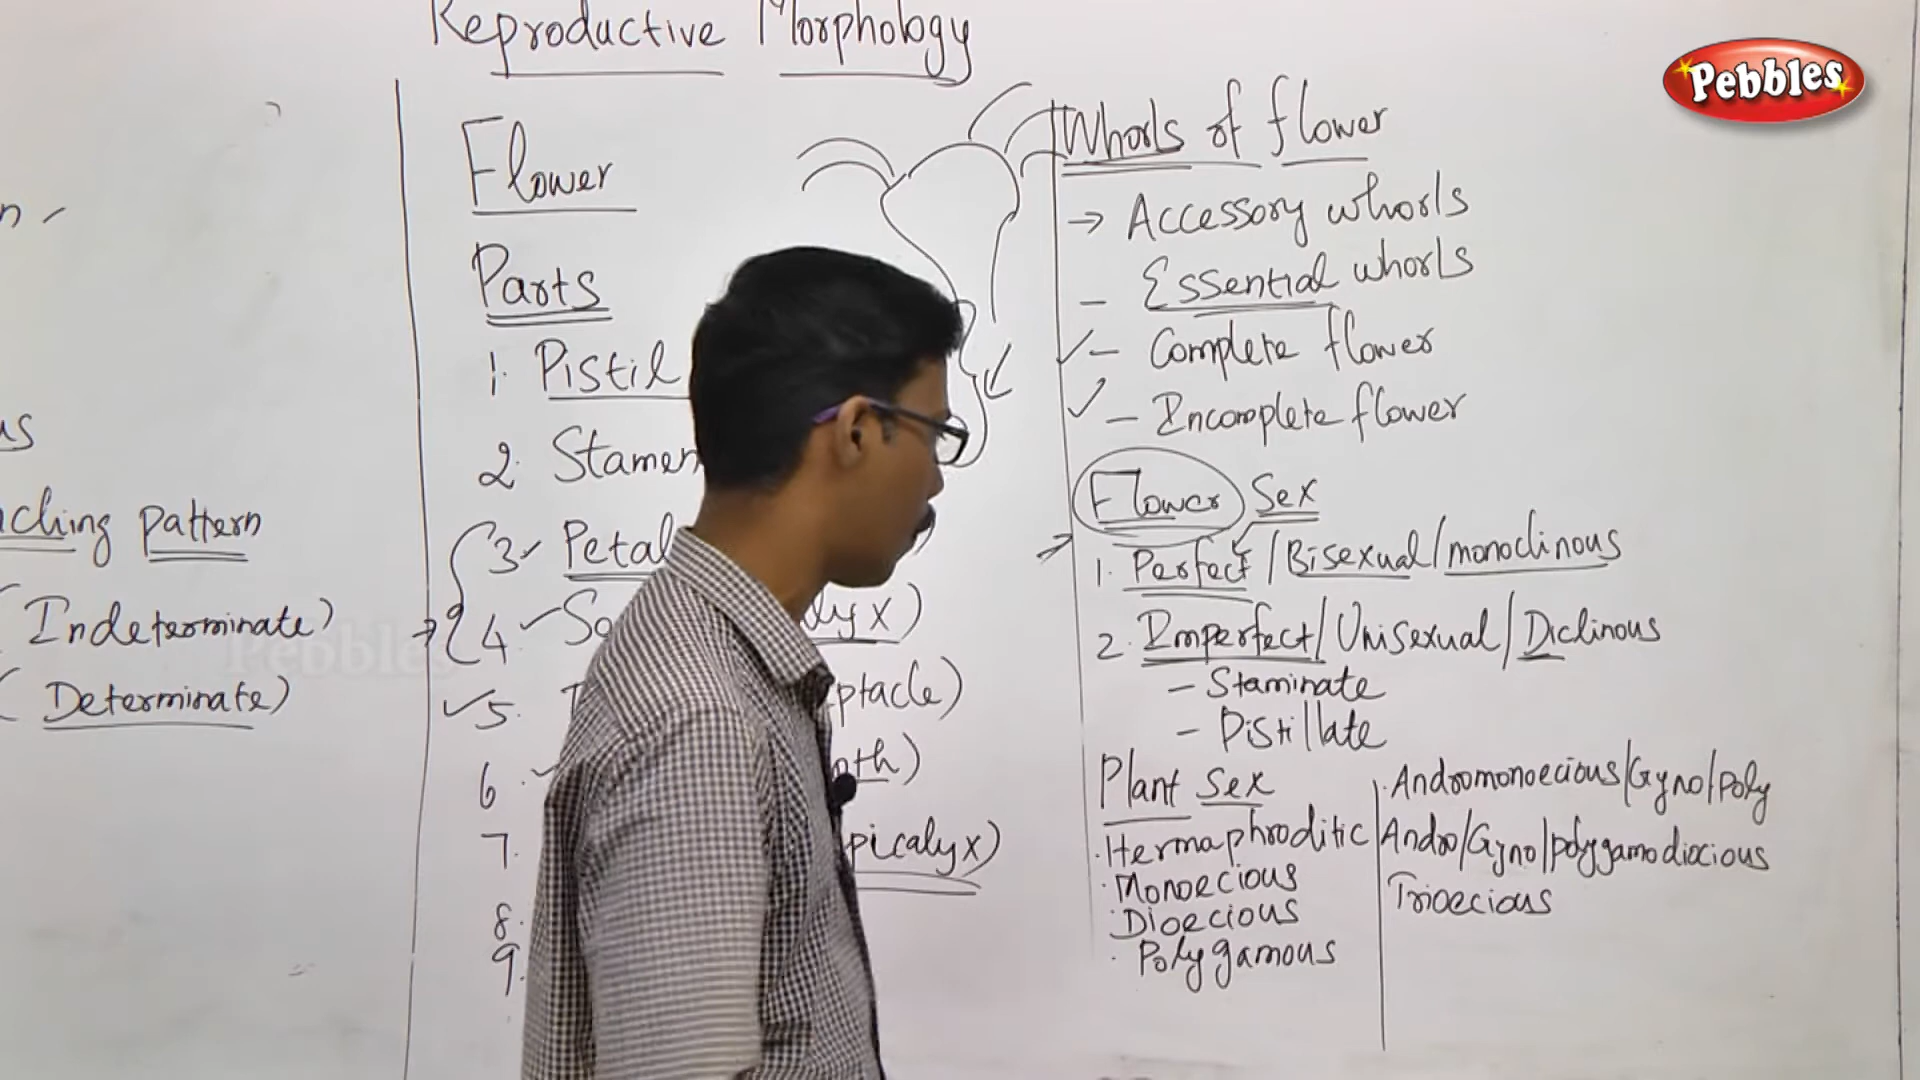 Reproductive Morphology
Pebbles
pattern
(Indeterminate)
(Determinate)
Pebbles
Flower
Parts
1. Pistil
2. Stamen
3.
4.
5.
6.
7.
8.
9.
Whorls of flower
→ Accessory whorls
– Essential whorls
✓– Complete flower
✓– Incomplete flower
Flower Sex
1. Perfect/Bisexual/monoclinous
2. Imperfect/Unisexual/Diclinous
– Staminate
– Pistillate
Plant Sex
. Hermaphroditic
. Monoecious
. Dioecious
. Polygamous
. Andromonoecious/Gyno/Poly
Andro/Gyno/polygamodiocious
Trioecious